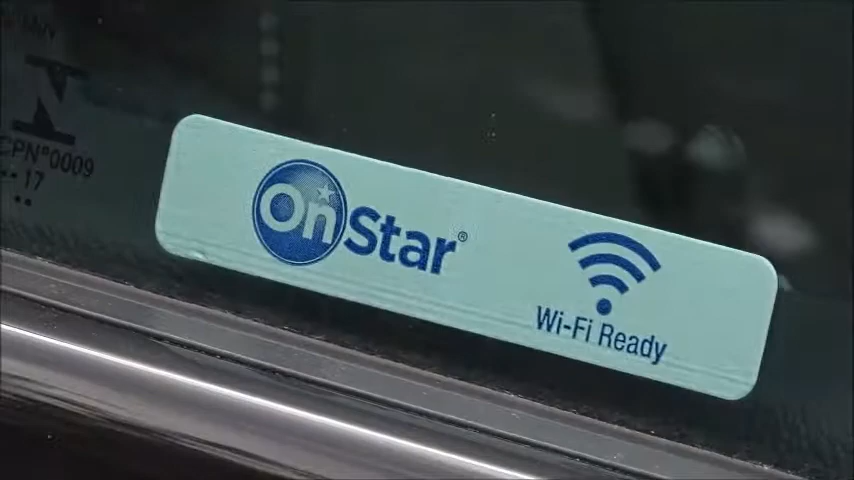 CPN°0009
·· 17
··
OnStar®
Wi-Fi Ready